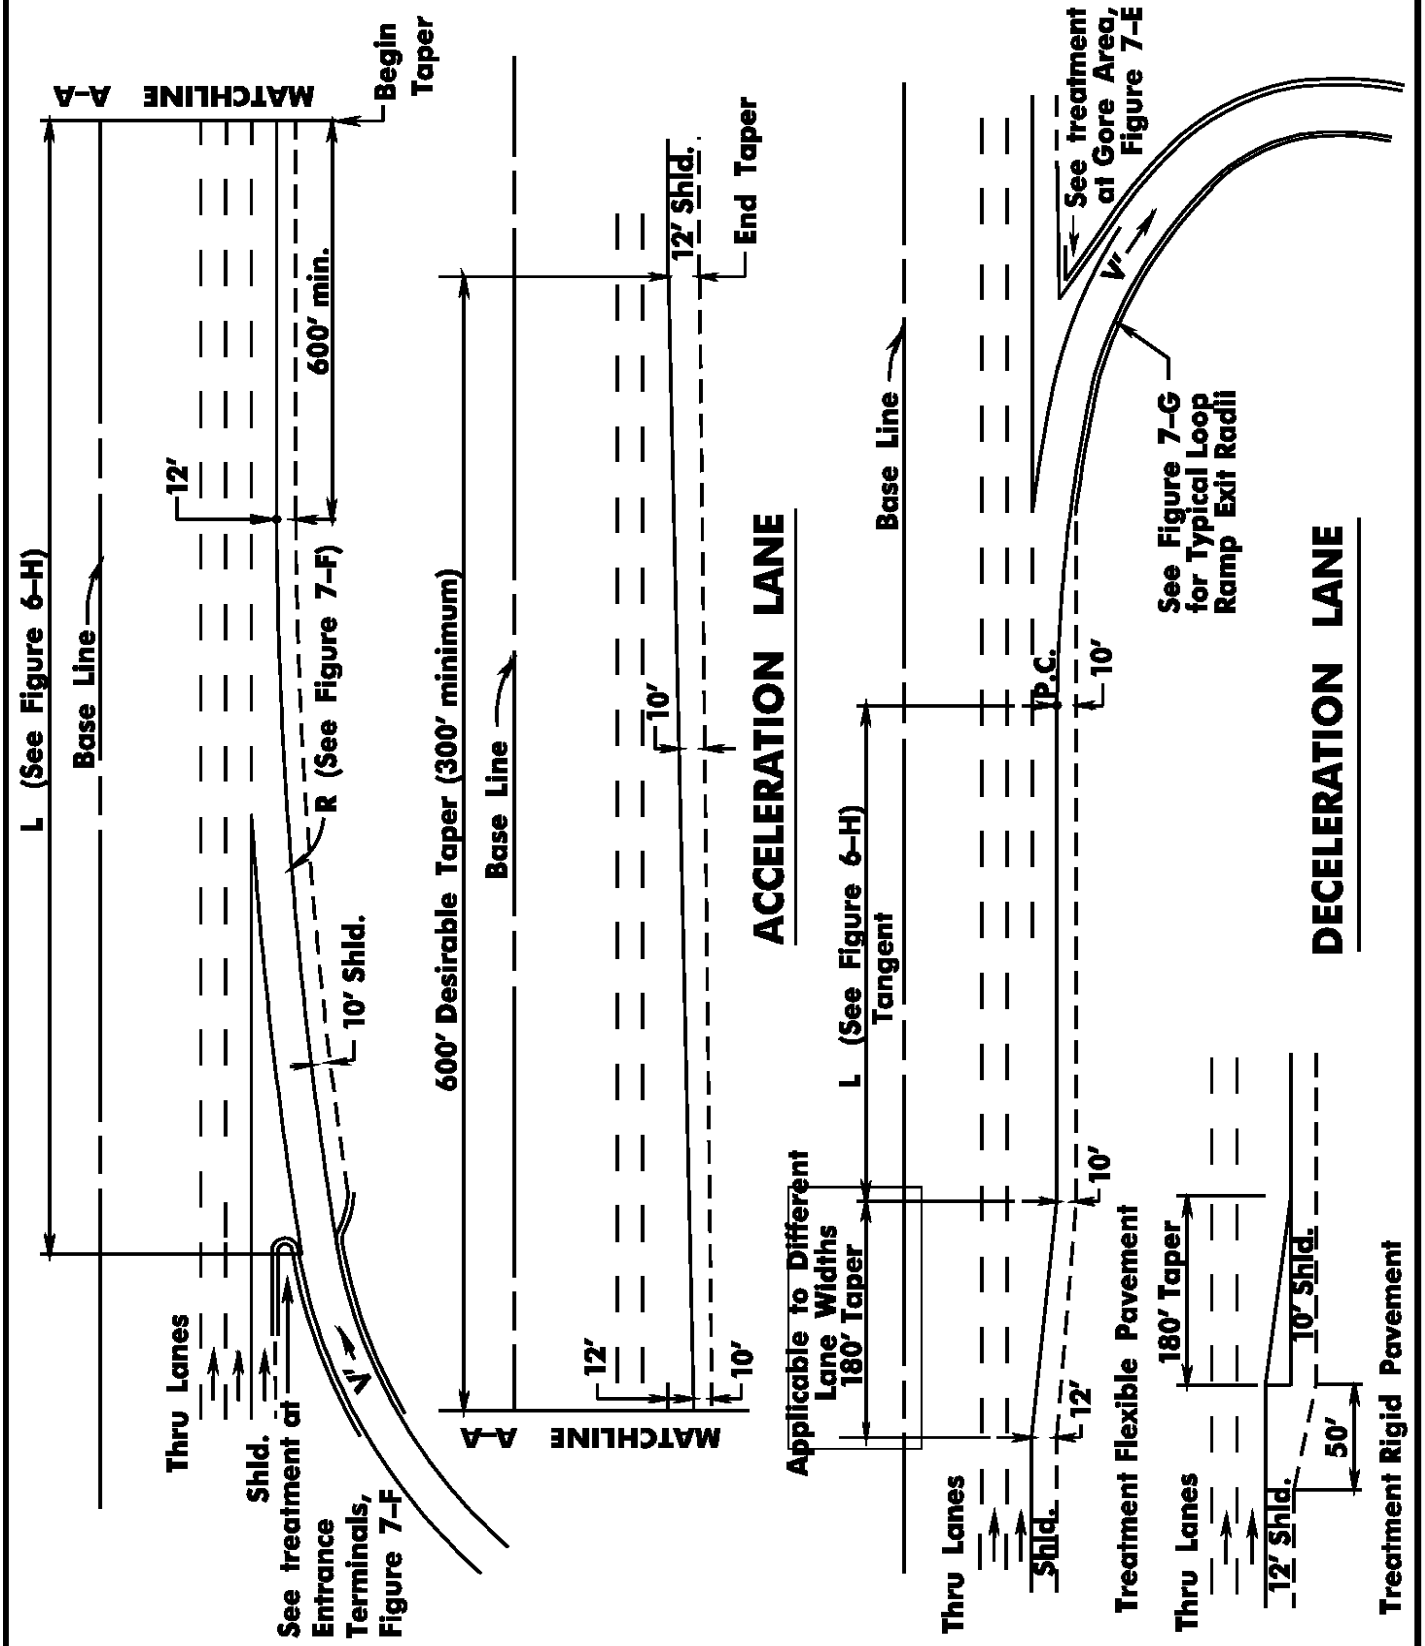 L (See Figure 6-H)
Base Line
A-A
MATCHLINE
Begin
Taper
12'
600' min.
R (See Figure 7-F)
10' Shld.
Thru Lanes
Shld.
See treatment at
Entrance
Terminals,
Figure 7-F
V'
600' Desirable Taper (300' minimum)
Base Line
A-A
MATCHLINE
12'
10'
10'
12' Shld.
End Taper
ACCELERATION LANE
Applicable to Different
Lane Widths
180' Taper
L (See Figure 6-H)
Tangent
Base Line
Thru Lanes
Shld.
12'
10'
P.C.
10'
V'
See treatment
at Gore Area,
Figure 7-E
See Figure 7-G
for Typical Loop
Ramp Exit Radii
Treatment Flexible Pavement
180' Taper
Thru Lanes
12' Shld.
10' Shld.
50'
Treatment Rigid Pavement
DECELERATION LANE